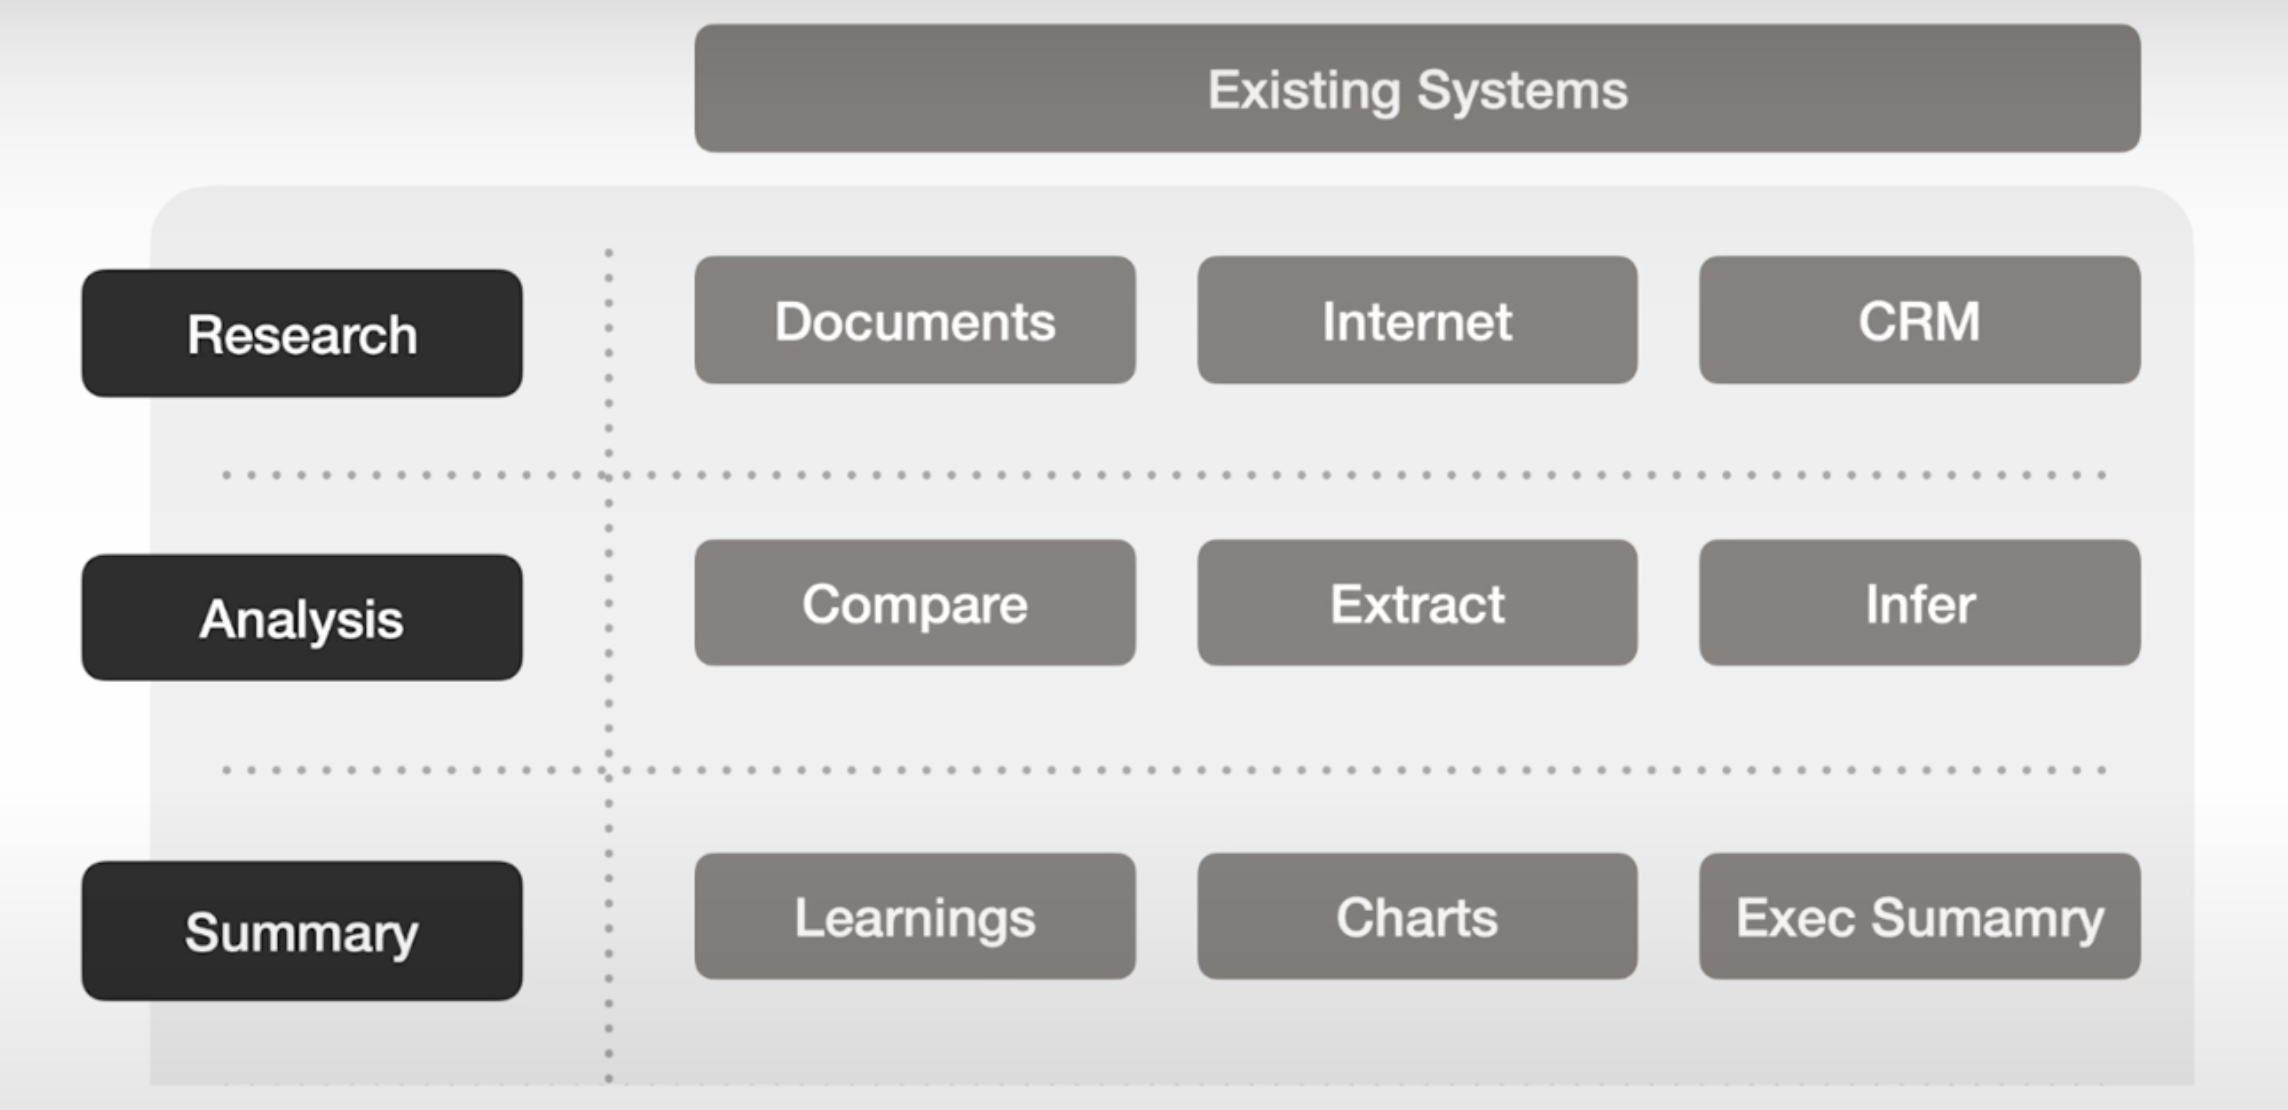 Existing Systems
Research
Documents
Internet
CRM
Analysis
Compare
Extract
Infer
Summary
Learnings
Charts
Exec Sumamry